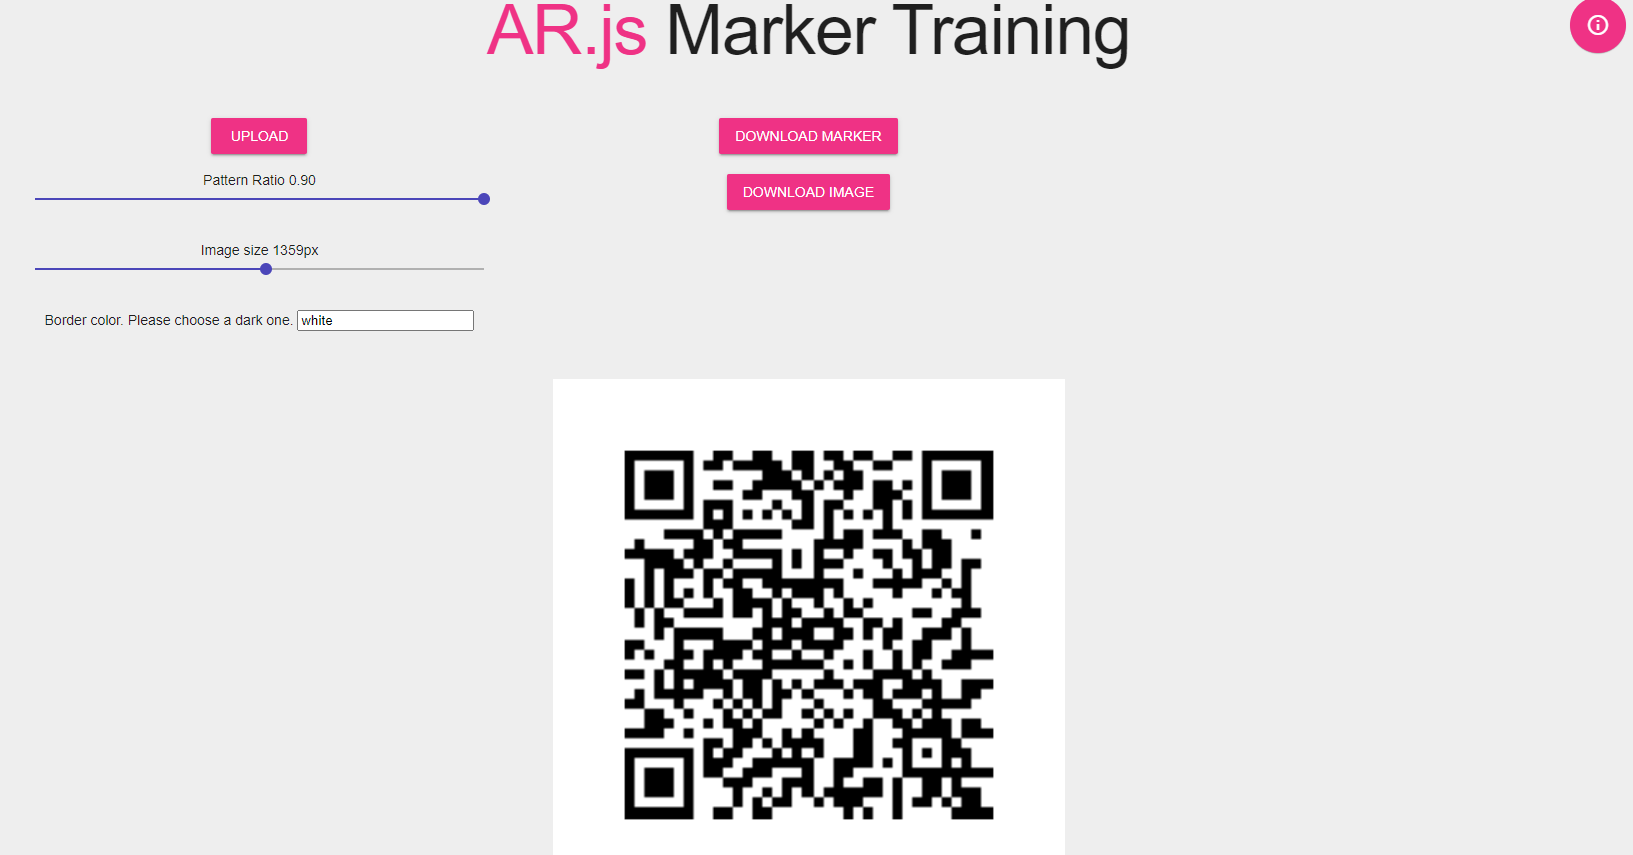 AR.js Marker Training
UPLOAD
Pattern Ratio 0.90
Image size 1359px
Border color. Please choose a dark one. white
DOWNLOAD MARKER
DOWNLOAD IMAGE